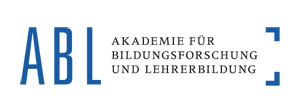 ABL
AKADEMIE FÜR
BILDUNGSFORSCHUNG
UND LEHRERBILDUNG